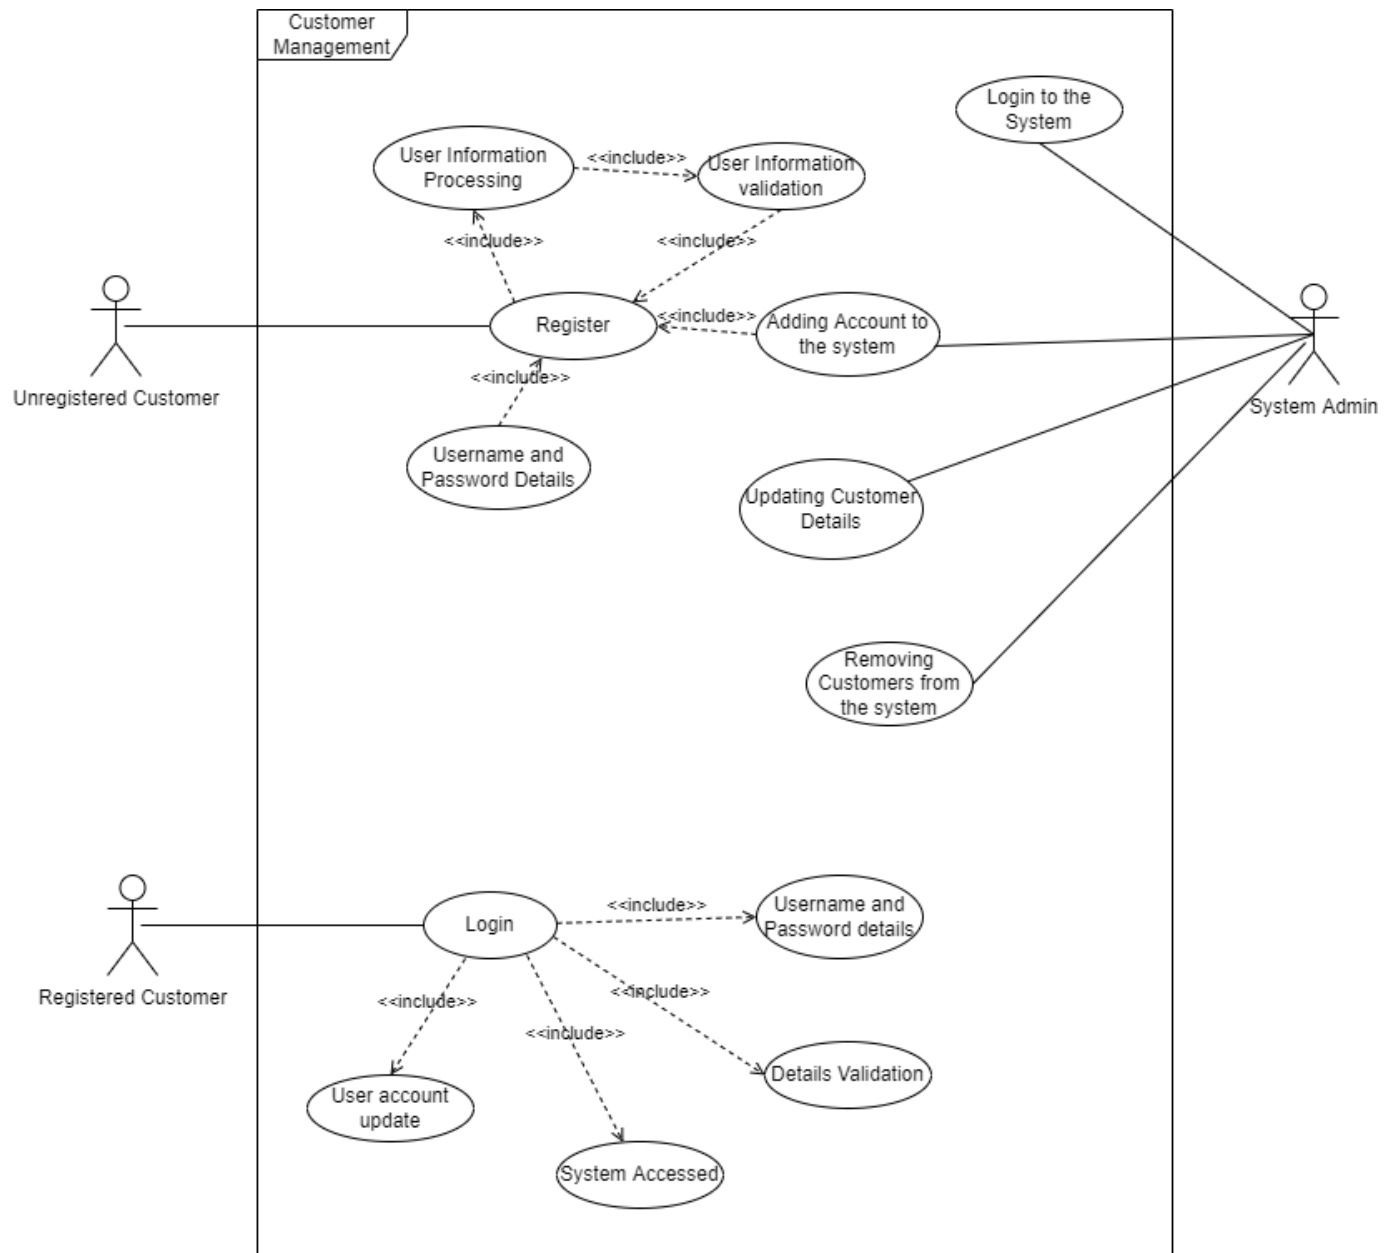 Customer
Management
Login to the
System
User Information
Processing
<<include>>
User Information
validation
<<include>>
<<include>>
Register
<<include>>
Adding Account to
the system
<<include>>
Unregistered Customer
System Admin
Username and
Password Details
Updating Customer
Details
Removing
Customers from
the system
Login
<<include>>
Username and
Password details
Registered Customer
<<include>>
<<include>>
<<include>>
Details Validation
User account
update
System Accessed